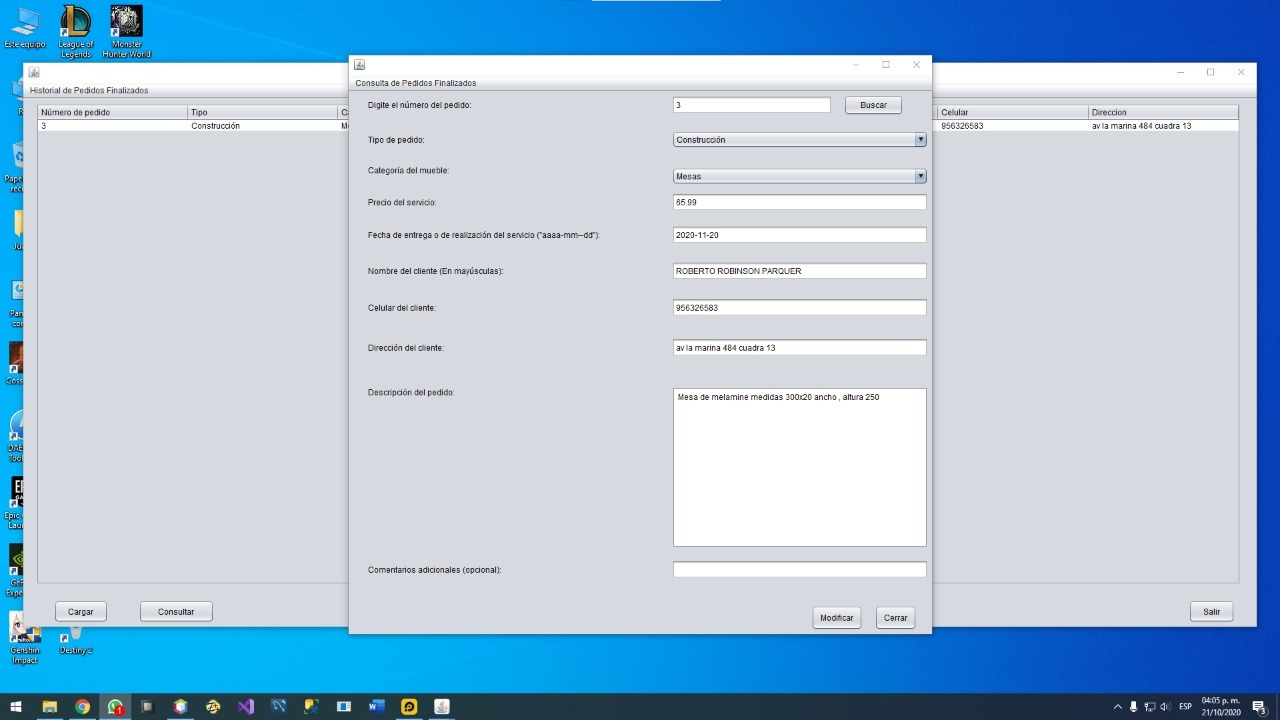 Este equipo
League of
Legends
Monster
Hunter World
Historial de Pedidos Finalizados
Número de pedido
Tipo
Celular
Direccion
3
Construcción
956326583
av la marina 484 cuadra 13
Consulta de Pedidos Finalizados
Digite el número del pedido:
3
Buscar
Tipo de pedido:
Construcción
Categoría del mueble:
Mesas
Precio del servicio:
65.99
Fecha de entrega o de realización del servicio ("aaaa-mm--dd"):
2020-11-20
Nombre del cliente (En mayúsculas):
ROBERTO ROBINSON PARQUER
Celular del cliente:
956326583
Dirección del cliente:
av la marina 484 cuadra 13
Descripción del pedido:
Mesa de melamine medidas 300x20 ancho , altura 250
Comentarios adicionales (opcional):
Modificar
Cerrar
Cargar
Consultar
Salir
Genshin
Impact
Destiny 2
ESP
04:05 p. m.
21/10/2020